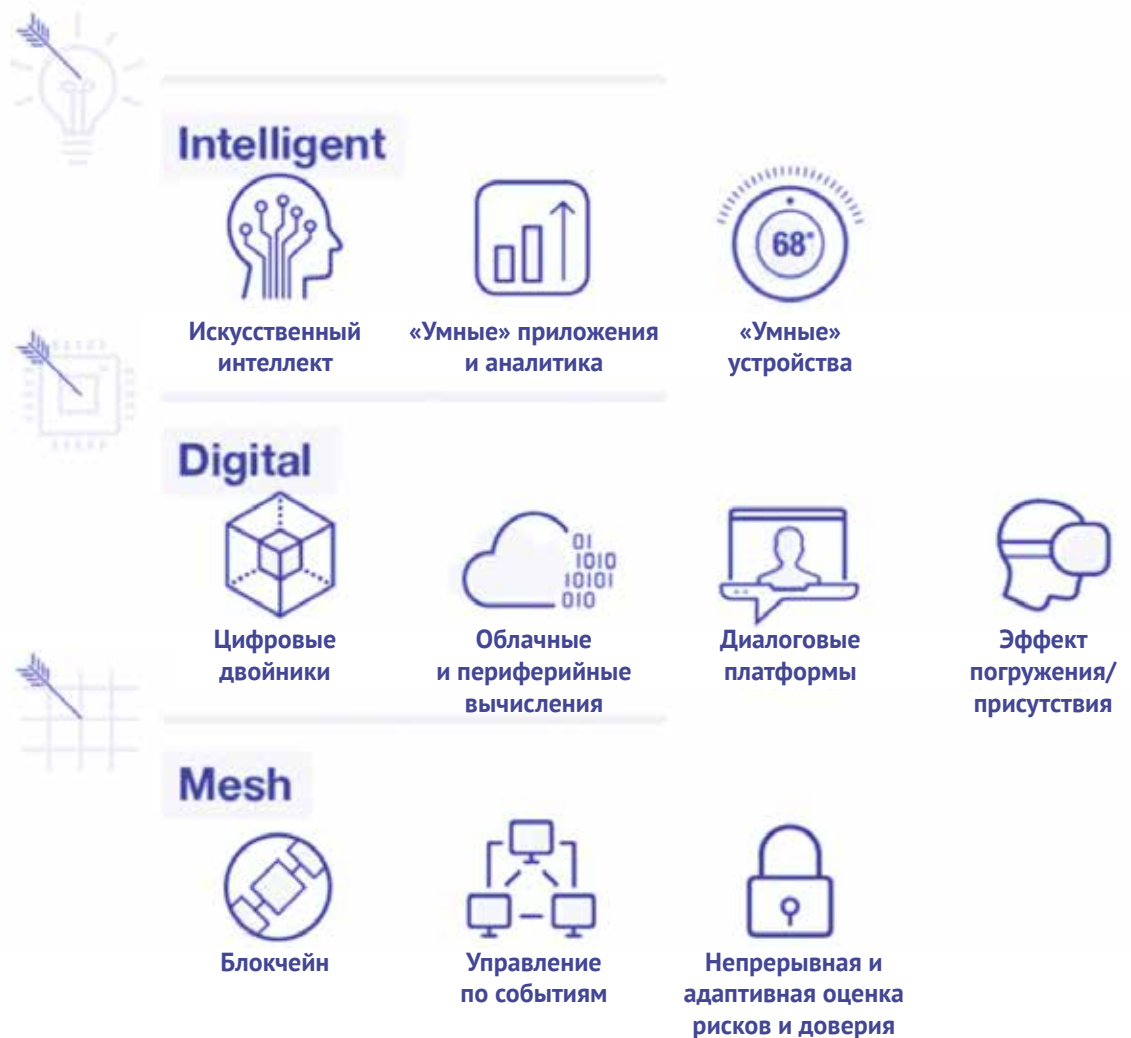 Intelligent
68°
Искусственный
интеллект
«Умные» приложения
и аналитика
«Умные»
устройства
Digital
01
1010
10101
010
Цифровые
двойники
Облачные
и периферийные
вычисления
Диалоговые
платформы
Эффект
погружения/
присутствия
Mesh
Блокчейн
Управление
по событиям
Непрерывная и
адаптивная оценка
рисков и доверия